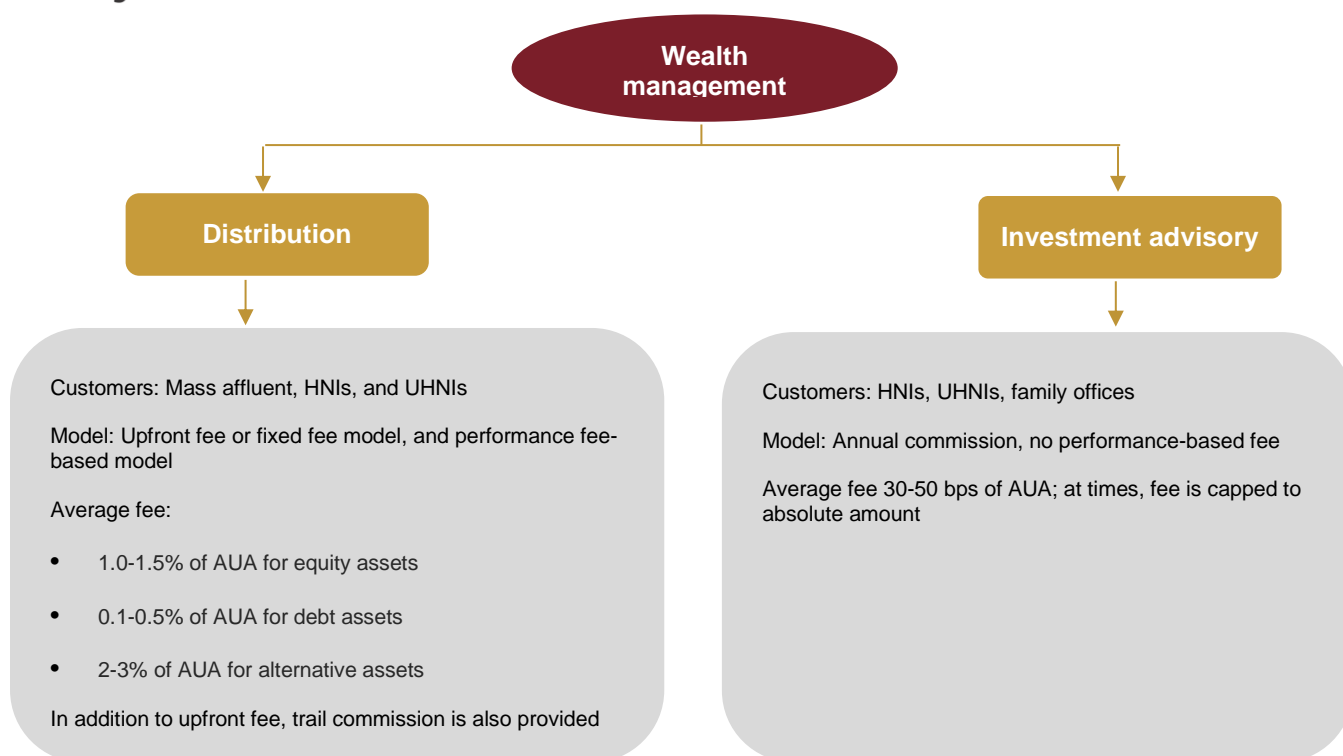 Wealth
management
Distribution
Investment advisory
Customers: Mass affluent, HNIs, and UHNIs
Model: Upfront fee or fixed fee model, and performance fee-
based model
Average fee:
• 1.0-1.5% of AUA for equity assets
• 0.1-0.5% of AUA for debt assets
• 2-3% of AUA for alternative assets
In addition to upfront fee, trail commission is also provided
Customers: HNIs, UHNIs, family offices
Model: Annual commission, no performance-based fee
Average fee 30-50 bps of AUA; at times, fee is capped to
absolute amount